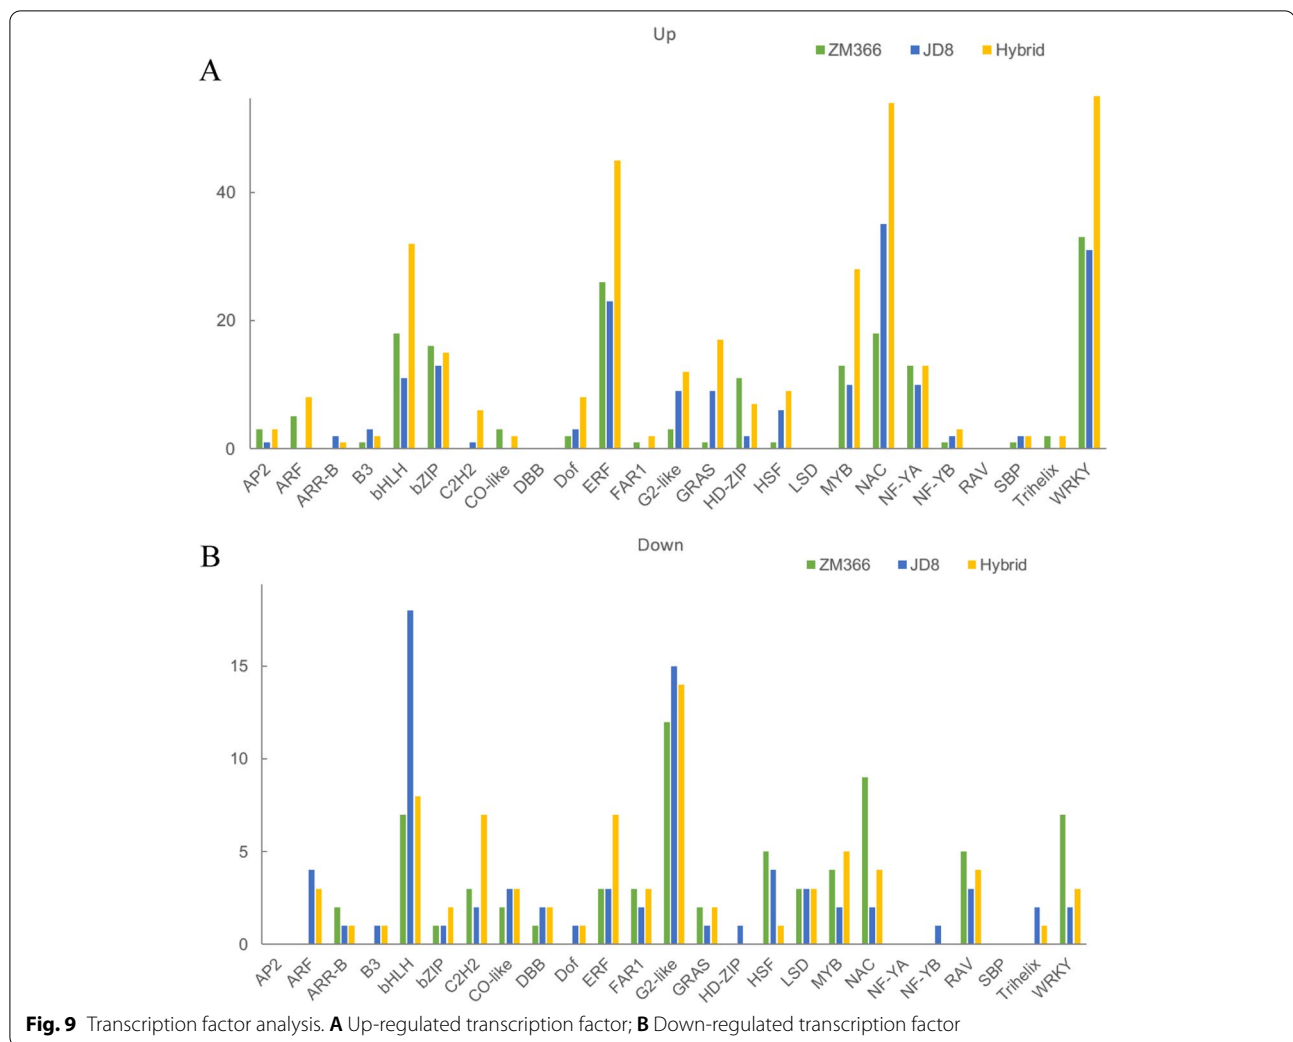 Up
ZM366 JD8 Hybrid
A
40
20
0
AP2 ARF ARR-B B3 bHLH bZIP C2H2 CO-like DBB Dof ERF FAR1 G2-like GRAS HD-ZIP HSF LSD MYB NAC NF-YA NF-YB RAV SBP Trihelix WRKY
Down
B
ZM366 JD8 Hybrid
15
10
5
0
AP2 ARF ARR-B B3 bHLH bZIP C2H2 CO-like DBB Dof ERF FAR1 G2-like GRAS HD-ZIP HSF LSD MYB NAC NF-YA NF-YB RAV SBP Trihelix WRKY
Fig. 9 Transcription factor analysis. A Up-regulated transcription factor; B Down-regulated transcription factor